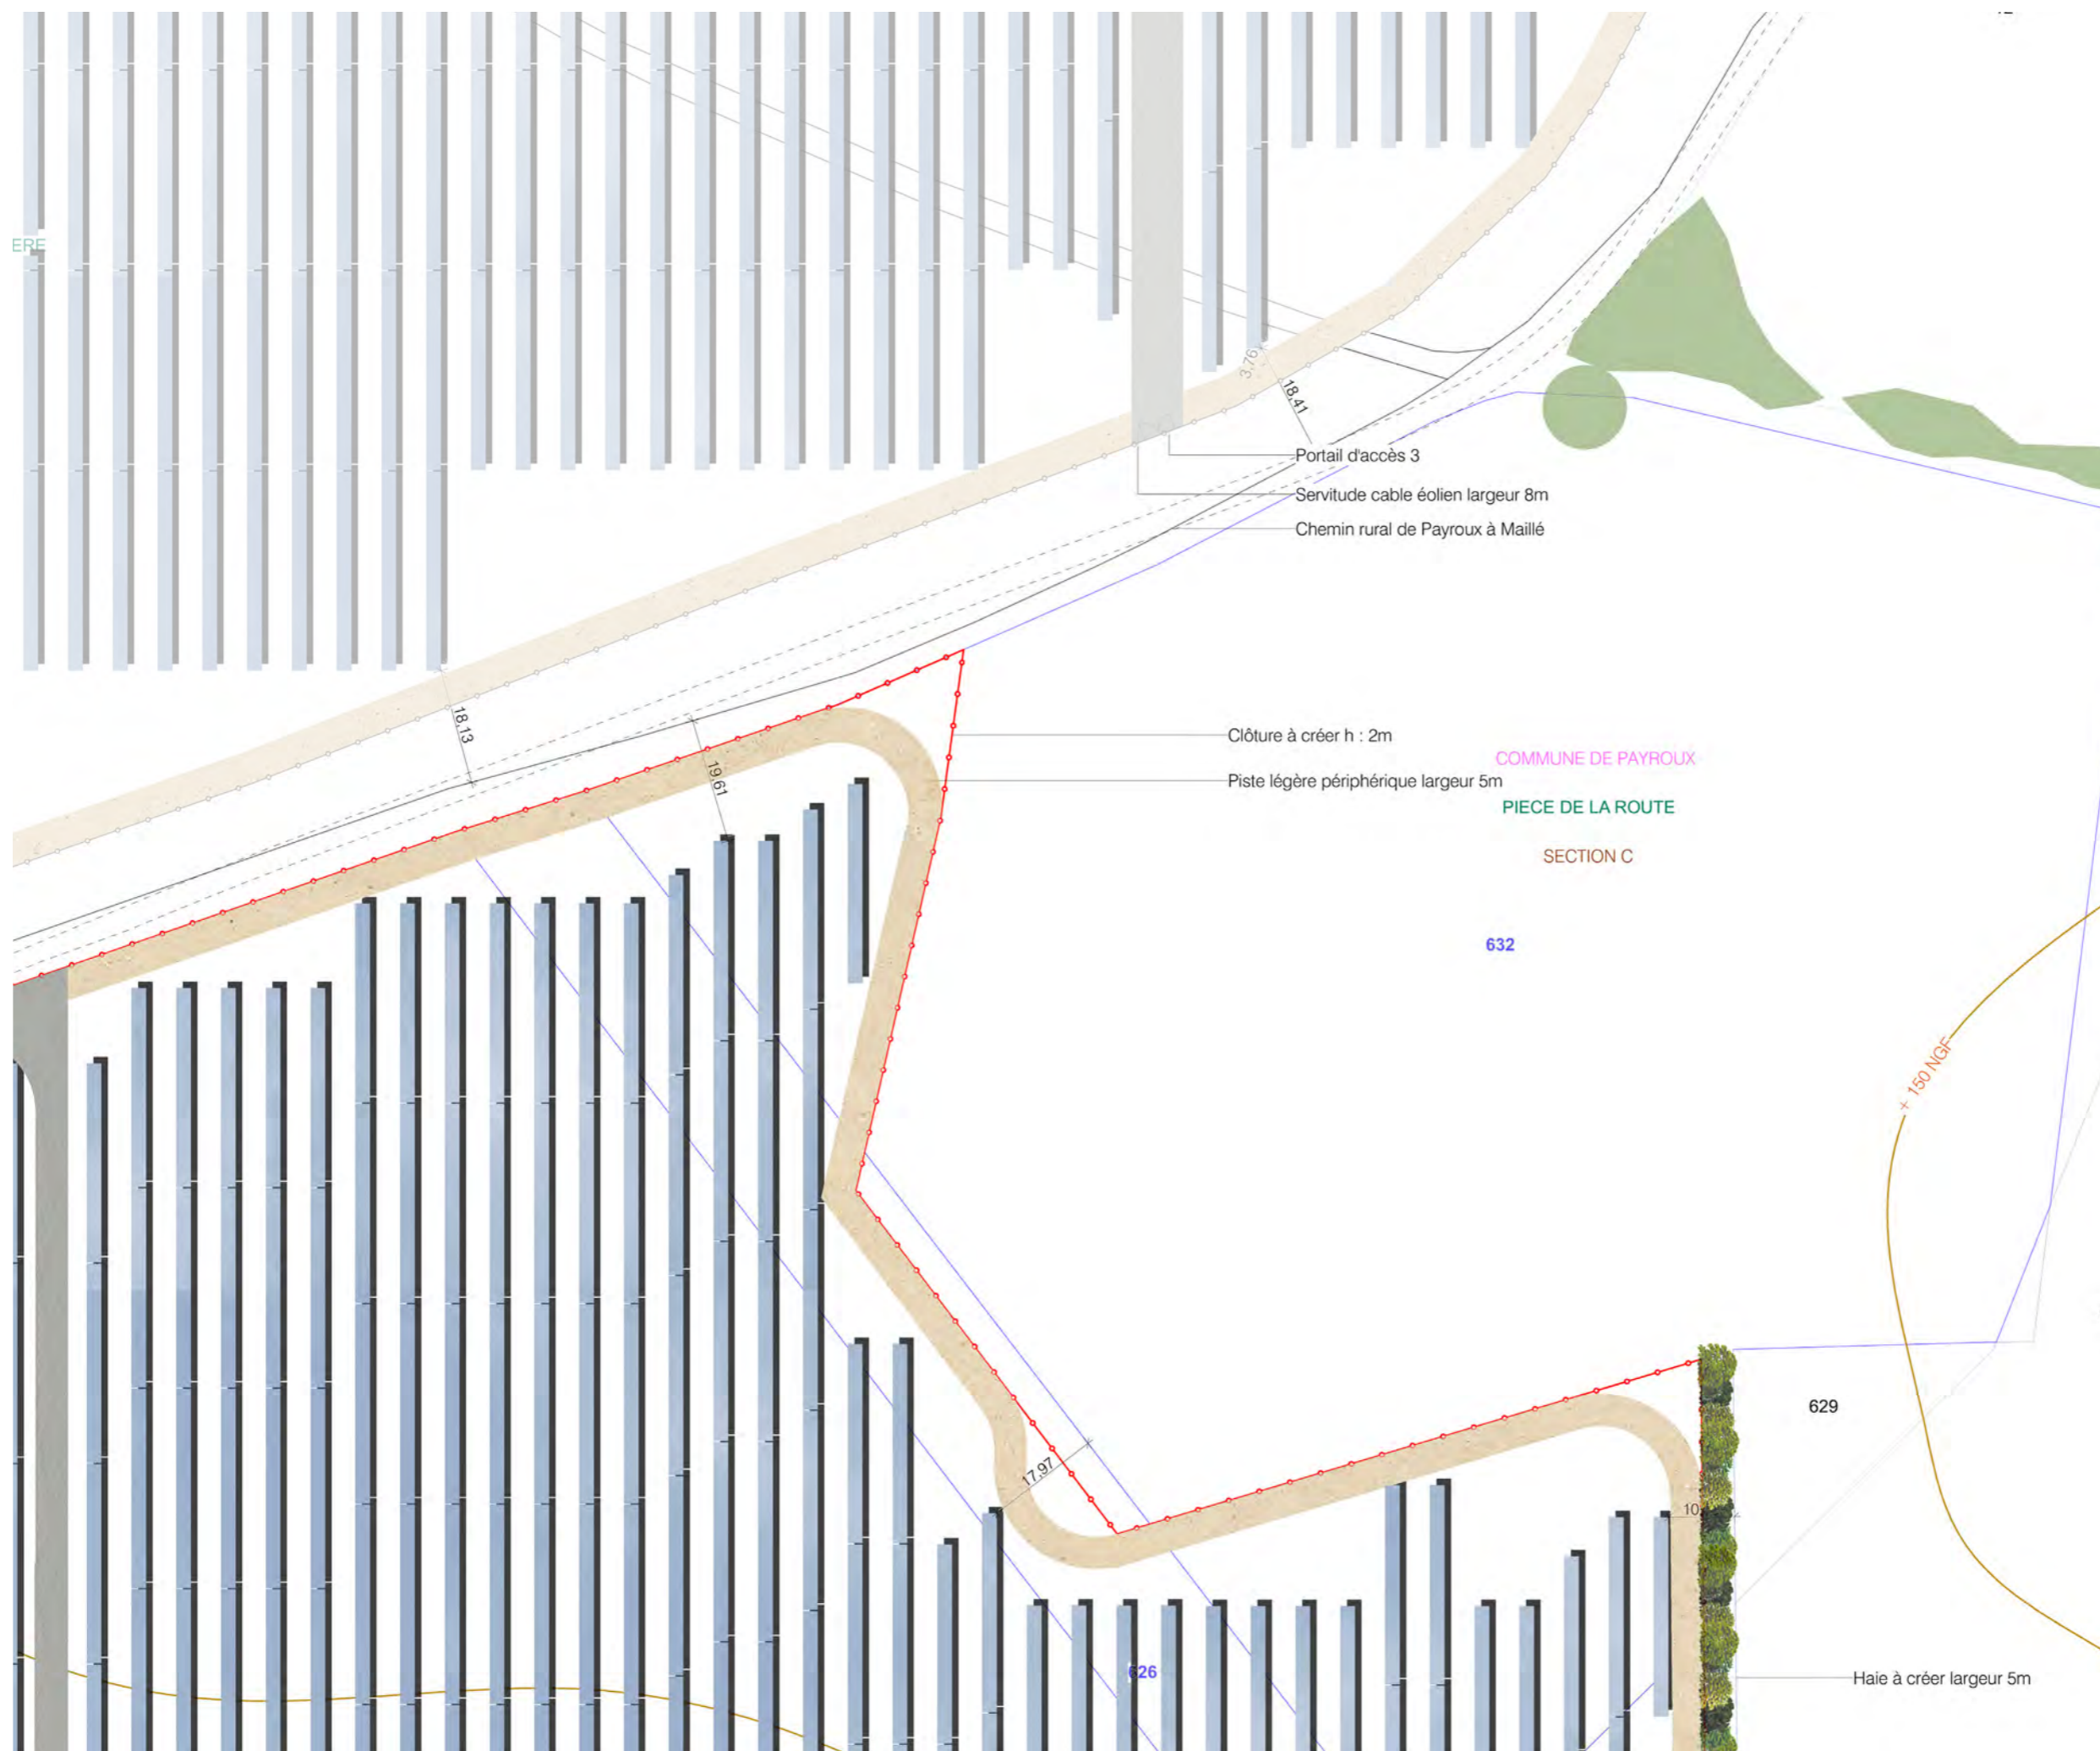 ERE
3,76
18,41
Portail d'accès 3
Servitude cable éolien largeur 8m
Chemin rural de Payroux à Maillé
18,13
19,61
Clôture à créer h : 2m
Piste légère périphérique largeur 5m
COMMUNE DE PAYROUX
PIECE DE LA ROUTE
SECTION C
632
+ 150 NGF
629
17,97
10
626
Haie à créer largeur 5m